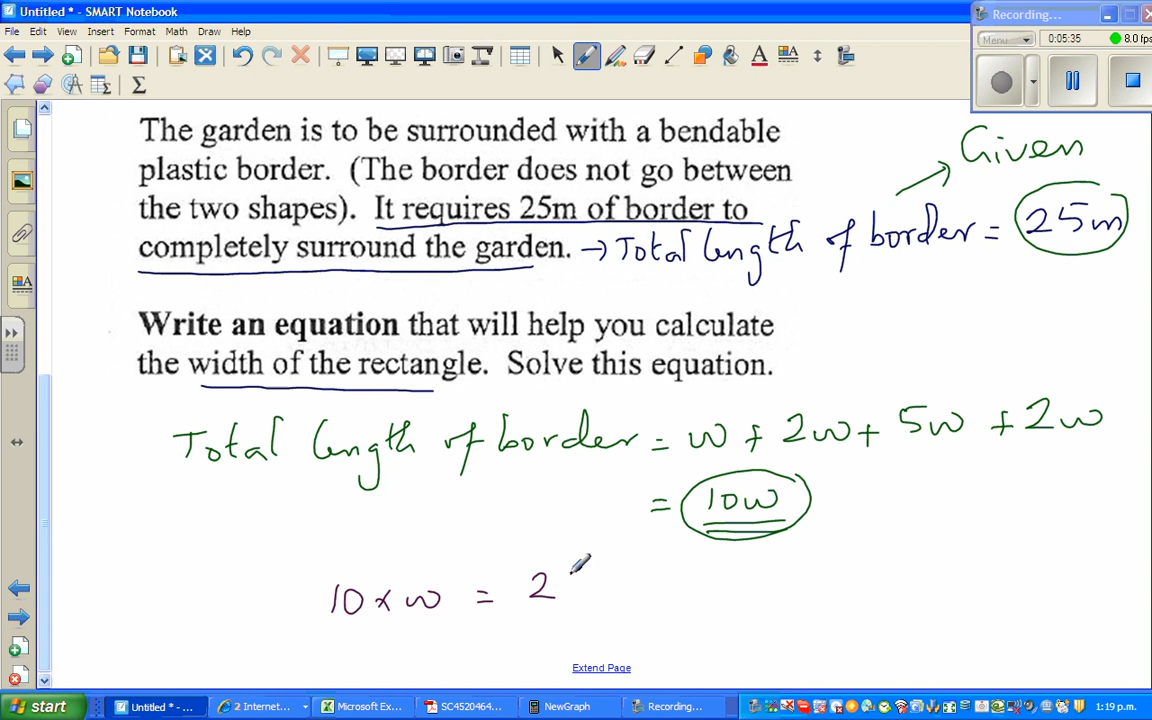 Untitled * - SMART Notebook
Recording...
File Edit View Insert Format Math Draw Help
Menu 0:05:35 8.0 fps
The garden is to be surrounded with a bendable
plastic border. (The border does not go between
the two shapes). It requires 25m of border to
completely surround the garden. → Total length of border = 25m
Given
Write an equation that will help you calculate
the width of the rectangle. Solve this equation.
Total length of border = w + 2w + 5w + 2w
= 10w
10 × w = 2
Extend Page
start Untitled * - ... 2 Internet... Microsoft Exc... SC4520464... NewGraph Recording... 1:19 p.m.